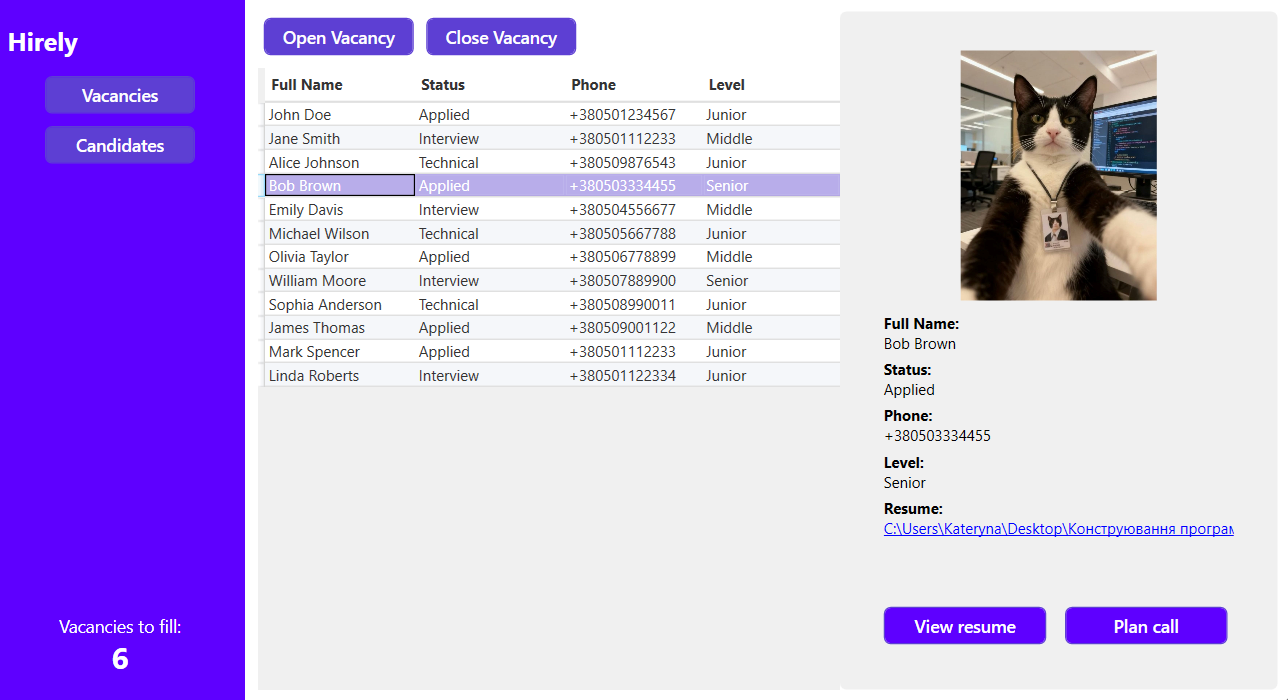 Hirely
Vacancies
Candidates
Vacancies to fill:
6
Open Vacancy Close Vacancy
Full Name Status Phone Level
John Doe Applied +380501234567 Junior
Jane Smith Interview +380501112233 Middle
Alice Johnson Technical +380509876543 Junior
Bob Brown Applied +380503334455 Senior
Emily Davis Interview +380504556677 Middle
Michael Wilson Technical +380505667788 Junior
Olivia Taylor Applied +380506778899 Middle
William Moore Interview +380507889900 Senior
Sophia Anderson Technical +380508990011 Junior
James Thomas Applied +380509001122 Middle
Mark Spencer Applied +380501112233 Junior
Linda Roberts Interview +380501122334 Junior
Full Name:
Bob Brown
Status:
Applied
Phone:
+380503334455
Level:
Senior
Resume:
C:\Users\Kateryna\Desktop\Конструювання програм
View resume Plan call